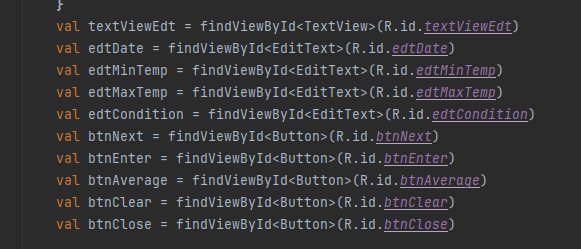 }
val textViewEdt = findViewById<TextView>(R.id.textViewEdt)
val edtDate = findViewById<EditText>(R.id.edtDate)
val edtMinTemp = findViewById<EditText>(R.id.edtMinTemp)
val edtMaxTemp = findViewById<EditText>(R.id.edtMaxTemp)
val edtCondition = findViewById<EditText>(R.id.edtCondition)
val btnNext = findViewById<Button>(R.id.btnNext)
val btnEnter = findViewById<Button>(R.id.btnEnter)
val btnAverage = findViewById<Button>(R.id.btnAverage)
val btnClear = findViewById<Button>(R.id.btnClear)
val btnClose = findViewById<Button>(R.id.btnClose)